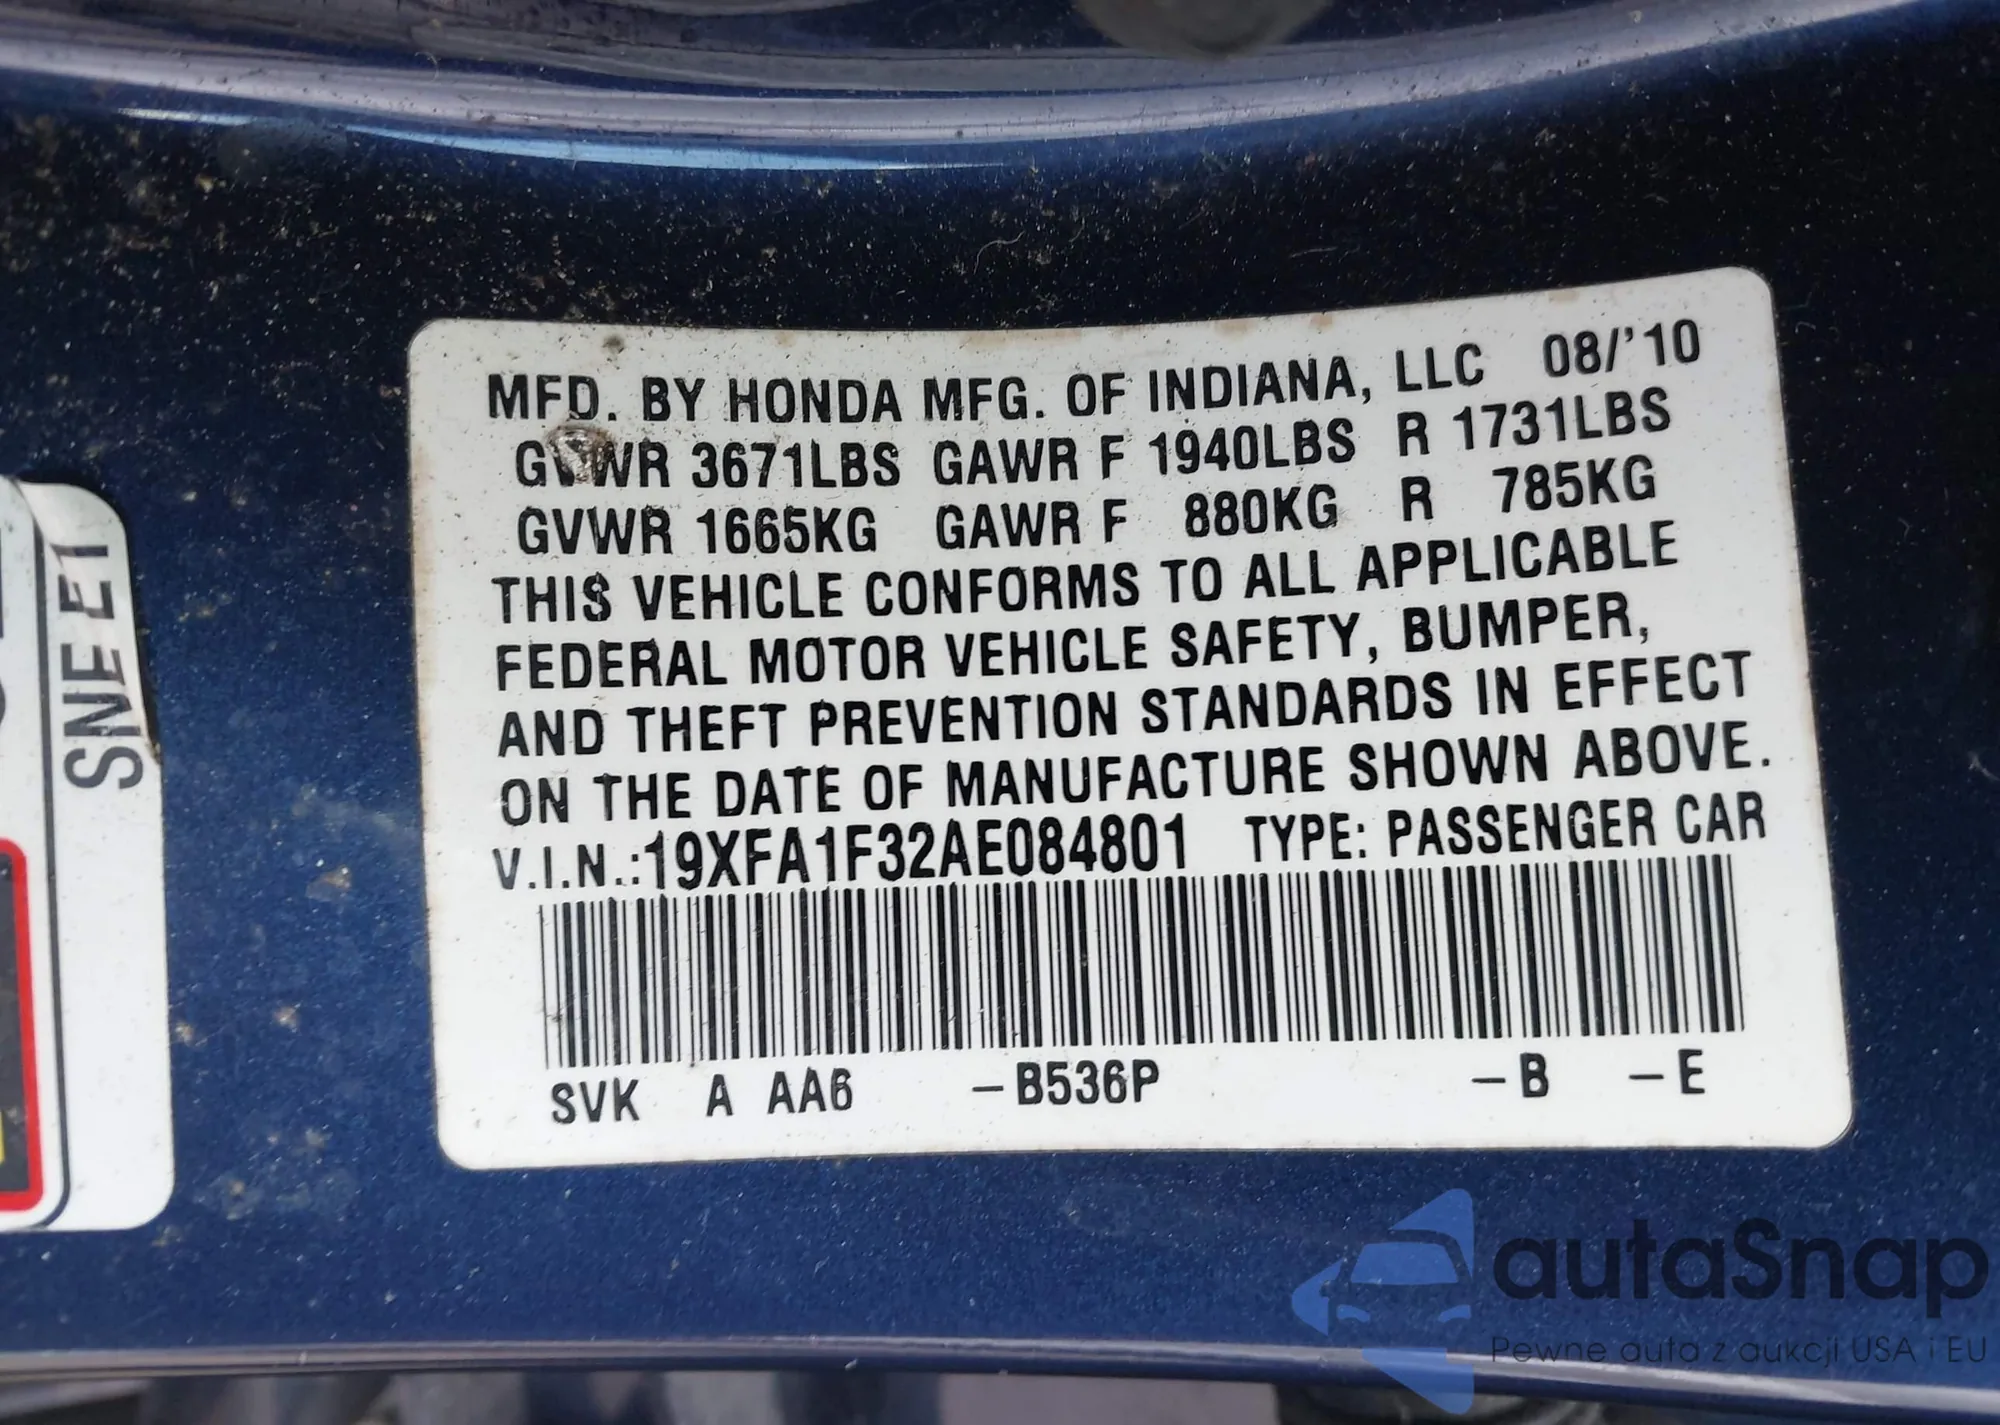 MFD. BY HONDA MFG. OF INDIANA, LLC 08/'10
GVWR 3671LBS GAWR F 1940LBS R 1731LBS
GVWR 1665KG GAWR F 880KG R 785KG
THIS VEHICLE CONFORMS TO ALL APPLICABLE
FEDERAL MOTOR VEHICLE SAFETY, BUMPER,
AND THEFT PREVENTION STANDARDS IN EFFECT
ON THE DATE OF MANUFACTURE SHOWN ABOVE.
V.I.N.:19XFA1F32AE084801 TYPE: PASSENGER CAR
SVK A AA6 -B536P -B -E
SNE E1
autaSnap
Pewne auta z aukcji USA i EU